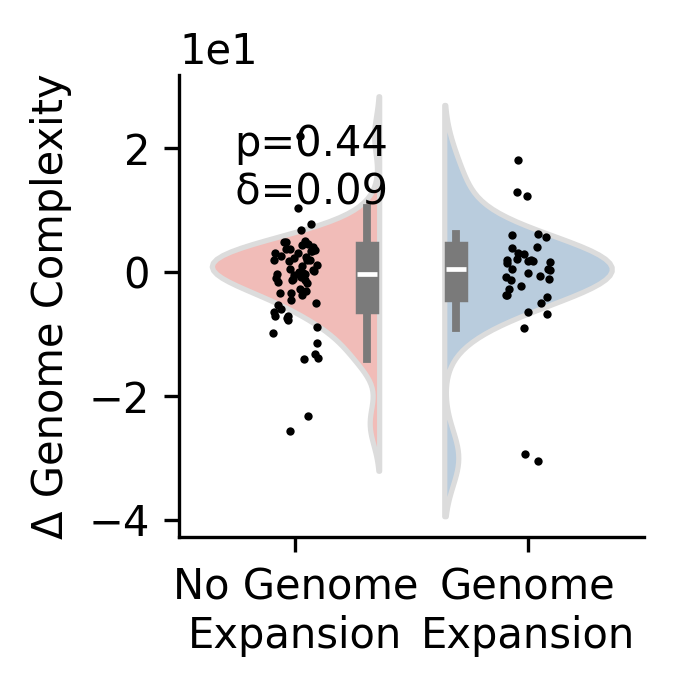 1e1
Δ Genome Complexity
2
0
−2
−4
p=0.44
δ=0.09
No Genome
Expansion
Genome
Expansion